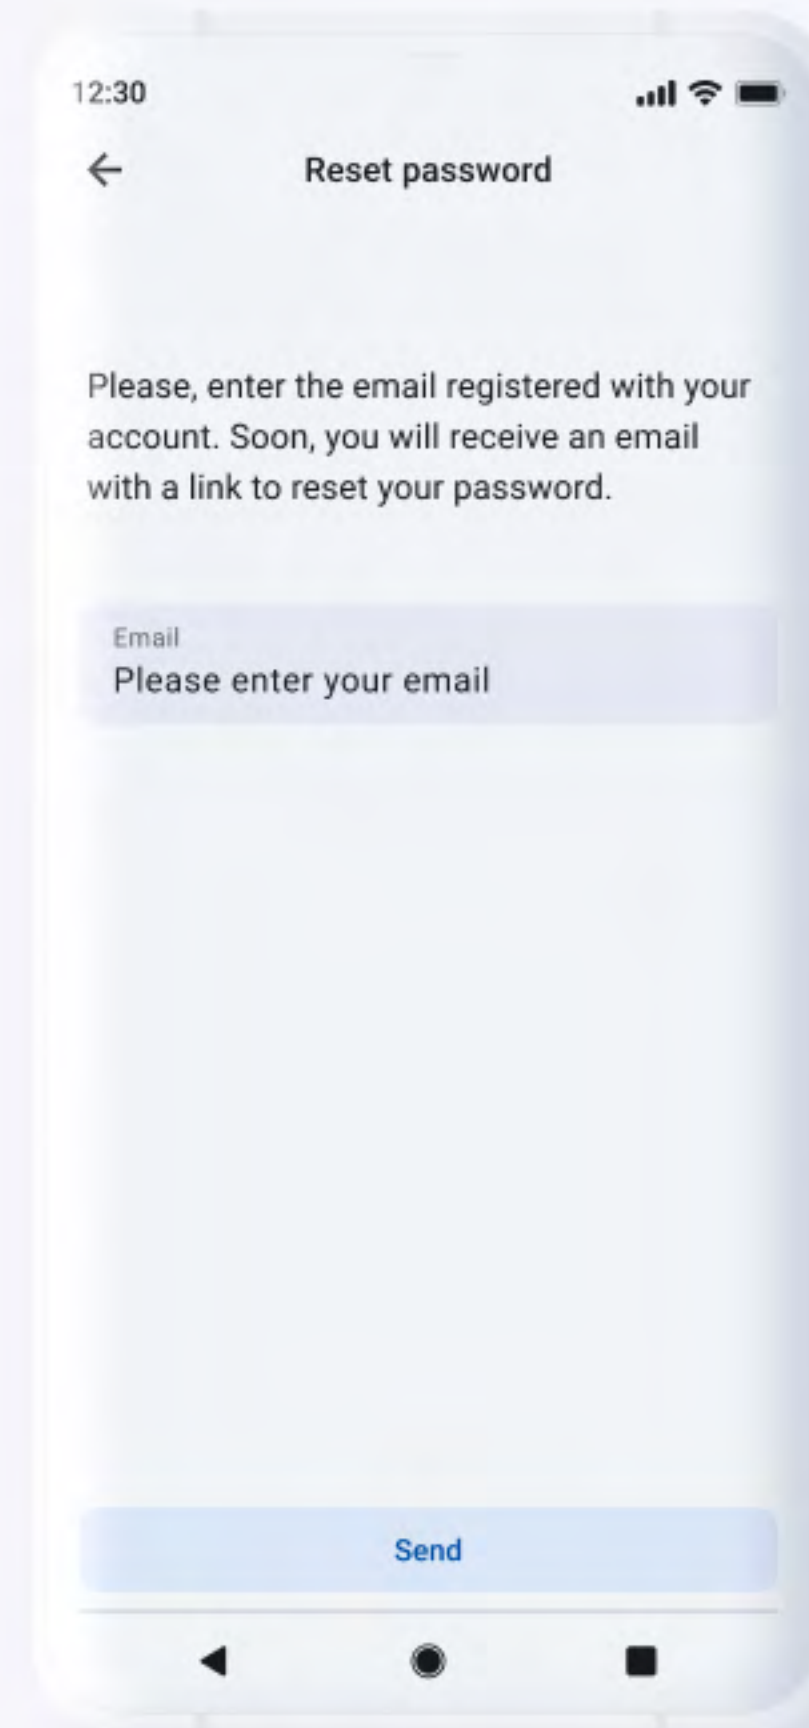 12:30
Reset password
Please, enter the email registered with your
account. Soon, you will receive an email
with a link to reset your password.
Email
Please enter your email
Send